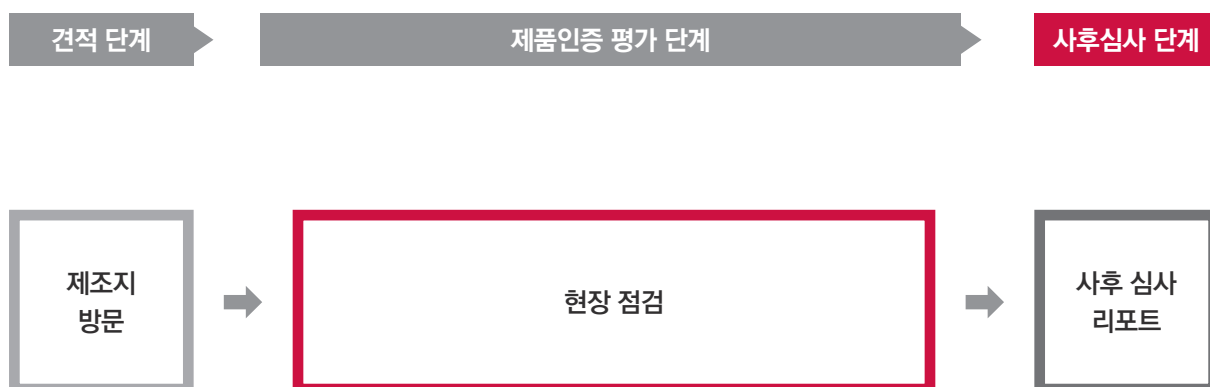 견적 단계
제품인증 평가 단계
사후심사 단계
제조지
방문
현장 점검
사후 심사
리포트